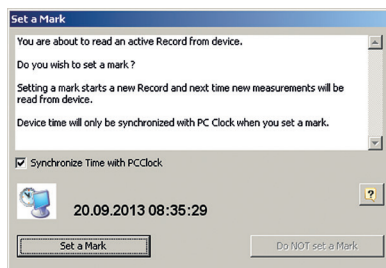 Set a Mark
You are about to read an active Record from device.
Do you wish to set a mark ?
Setting a mark starts a new Record and next time new measurements will be
read from device.
Device time will only be synchronized with PC Clock when you set a mark.
Synchronize Time with PCClock
?
20.09.2013 08:35:29
Set a Mark
Do NOT set a Mark